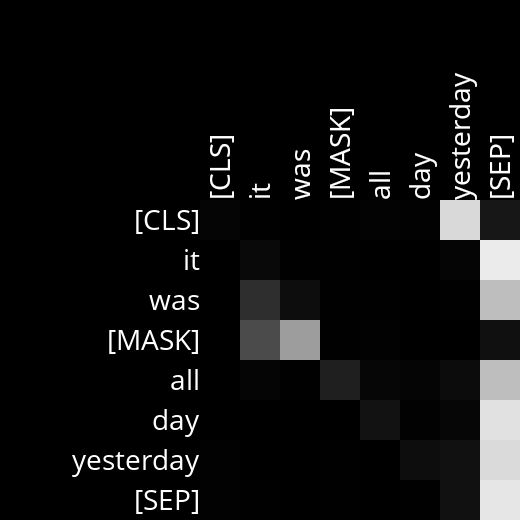 [CLS] it was [MASK] all day yesterday [SEP]
[CLS]
it
was
[MASK]
all
day
yesterday
[SEP]